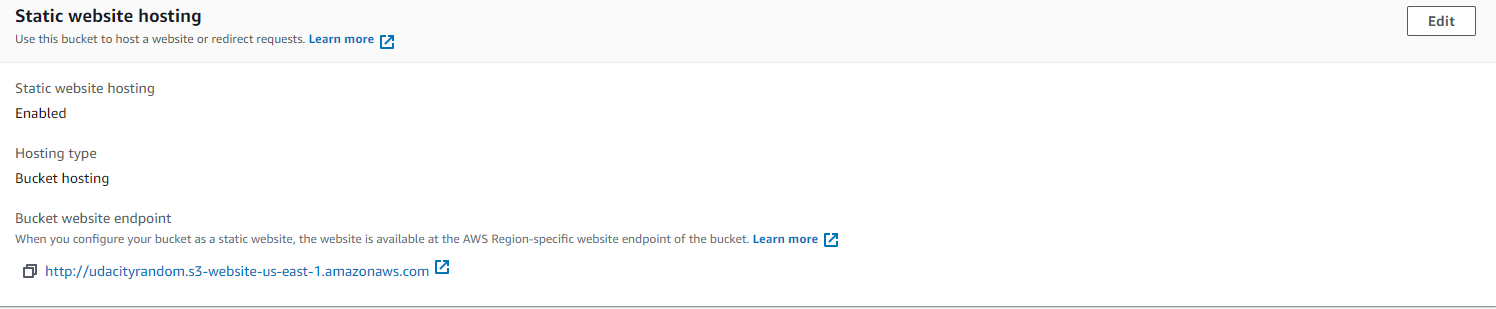 Static website hosting
Edit
Use this bucket to host a website or redirect requests. Learn more
Static website hosting
Enabled
Hosting type
Bucket hosting
Bucket website endpoint
When you configure your bucket as a static website, the website is available at the AWS Region-specific website endpoint of the bucket. Learn more
http://udacityrandom.s3-website-us-east-1.amazonaws.com